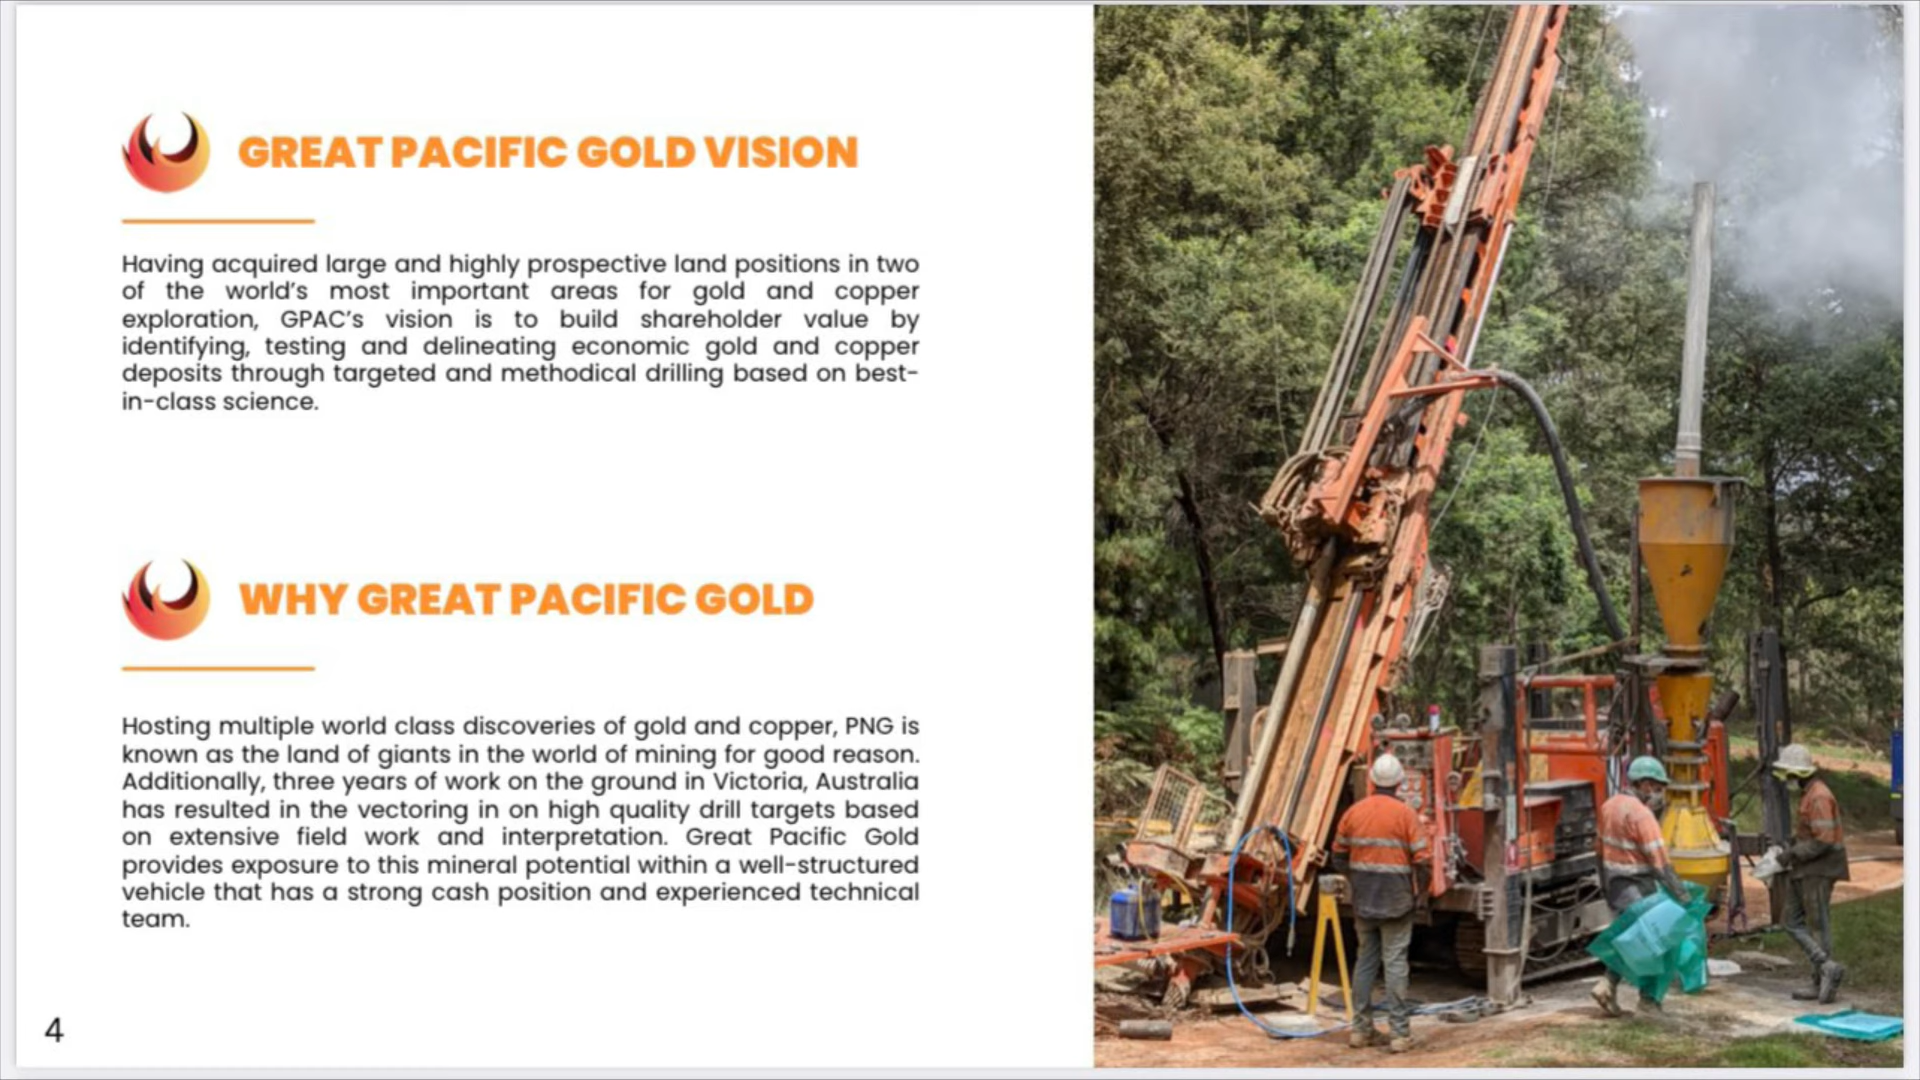 GREAT PACIFIC GOLD VISION
Having acquired large and highly prospective land positions in two
of the world's most important areas for gold and copper
exploration, GPAC's vision is to build shareholder value by
identifying, testing and delineating economic gold and copper
deposits through targeted and methodical drilling based on best-
in-class science.
WHY GREAT PACIFIC GOLD
Hosting multiple world class discoveries of gold and copper, PNG is
known as the land of giants in the world of mining for good reason.
Additionally, three years of work on the ground in Victoria, Australia
has resulted in the vectoring in on high quality drill targets based
on extensive field work and interpretation. Great Pacific Gold
provides exposure to this mineral potential within a well-structured
vehicle that has a strong cash position and experienced technical
team.
4